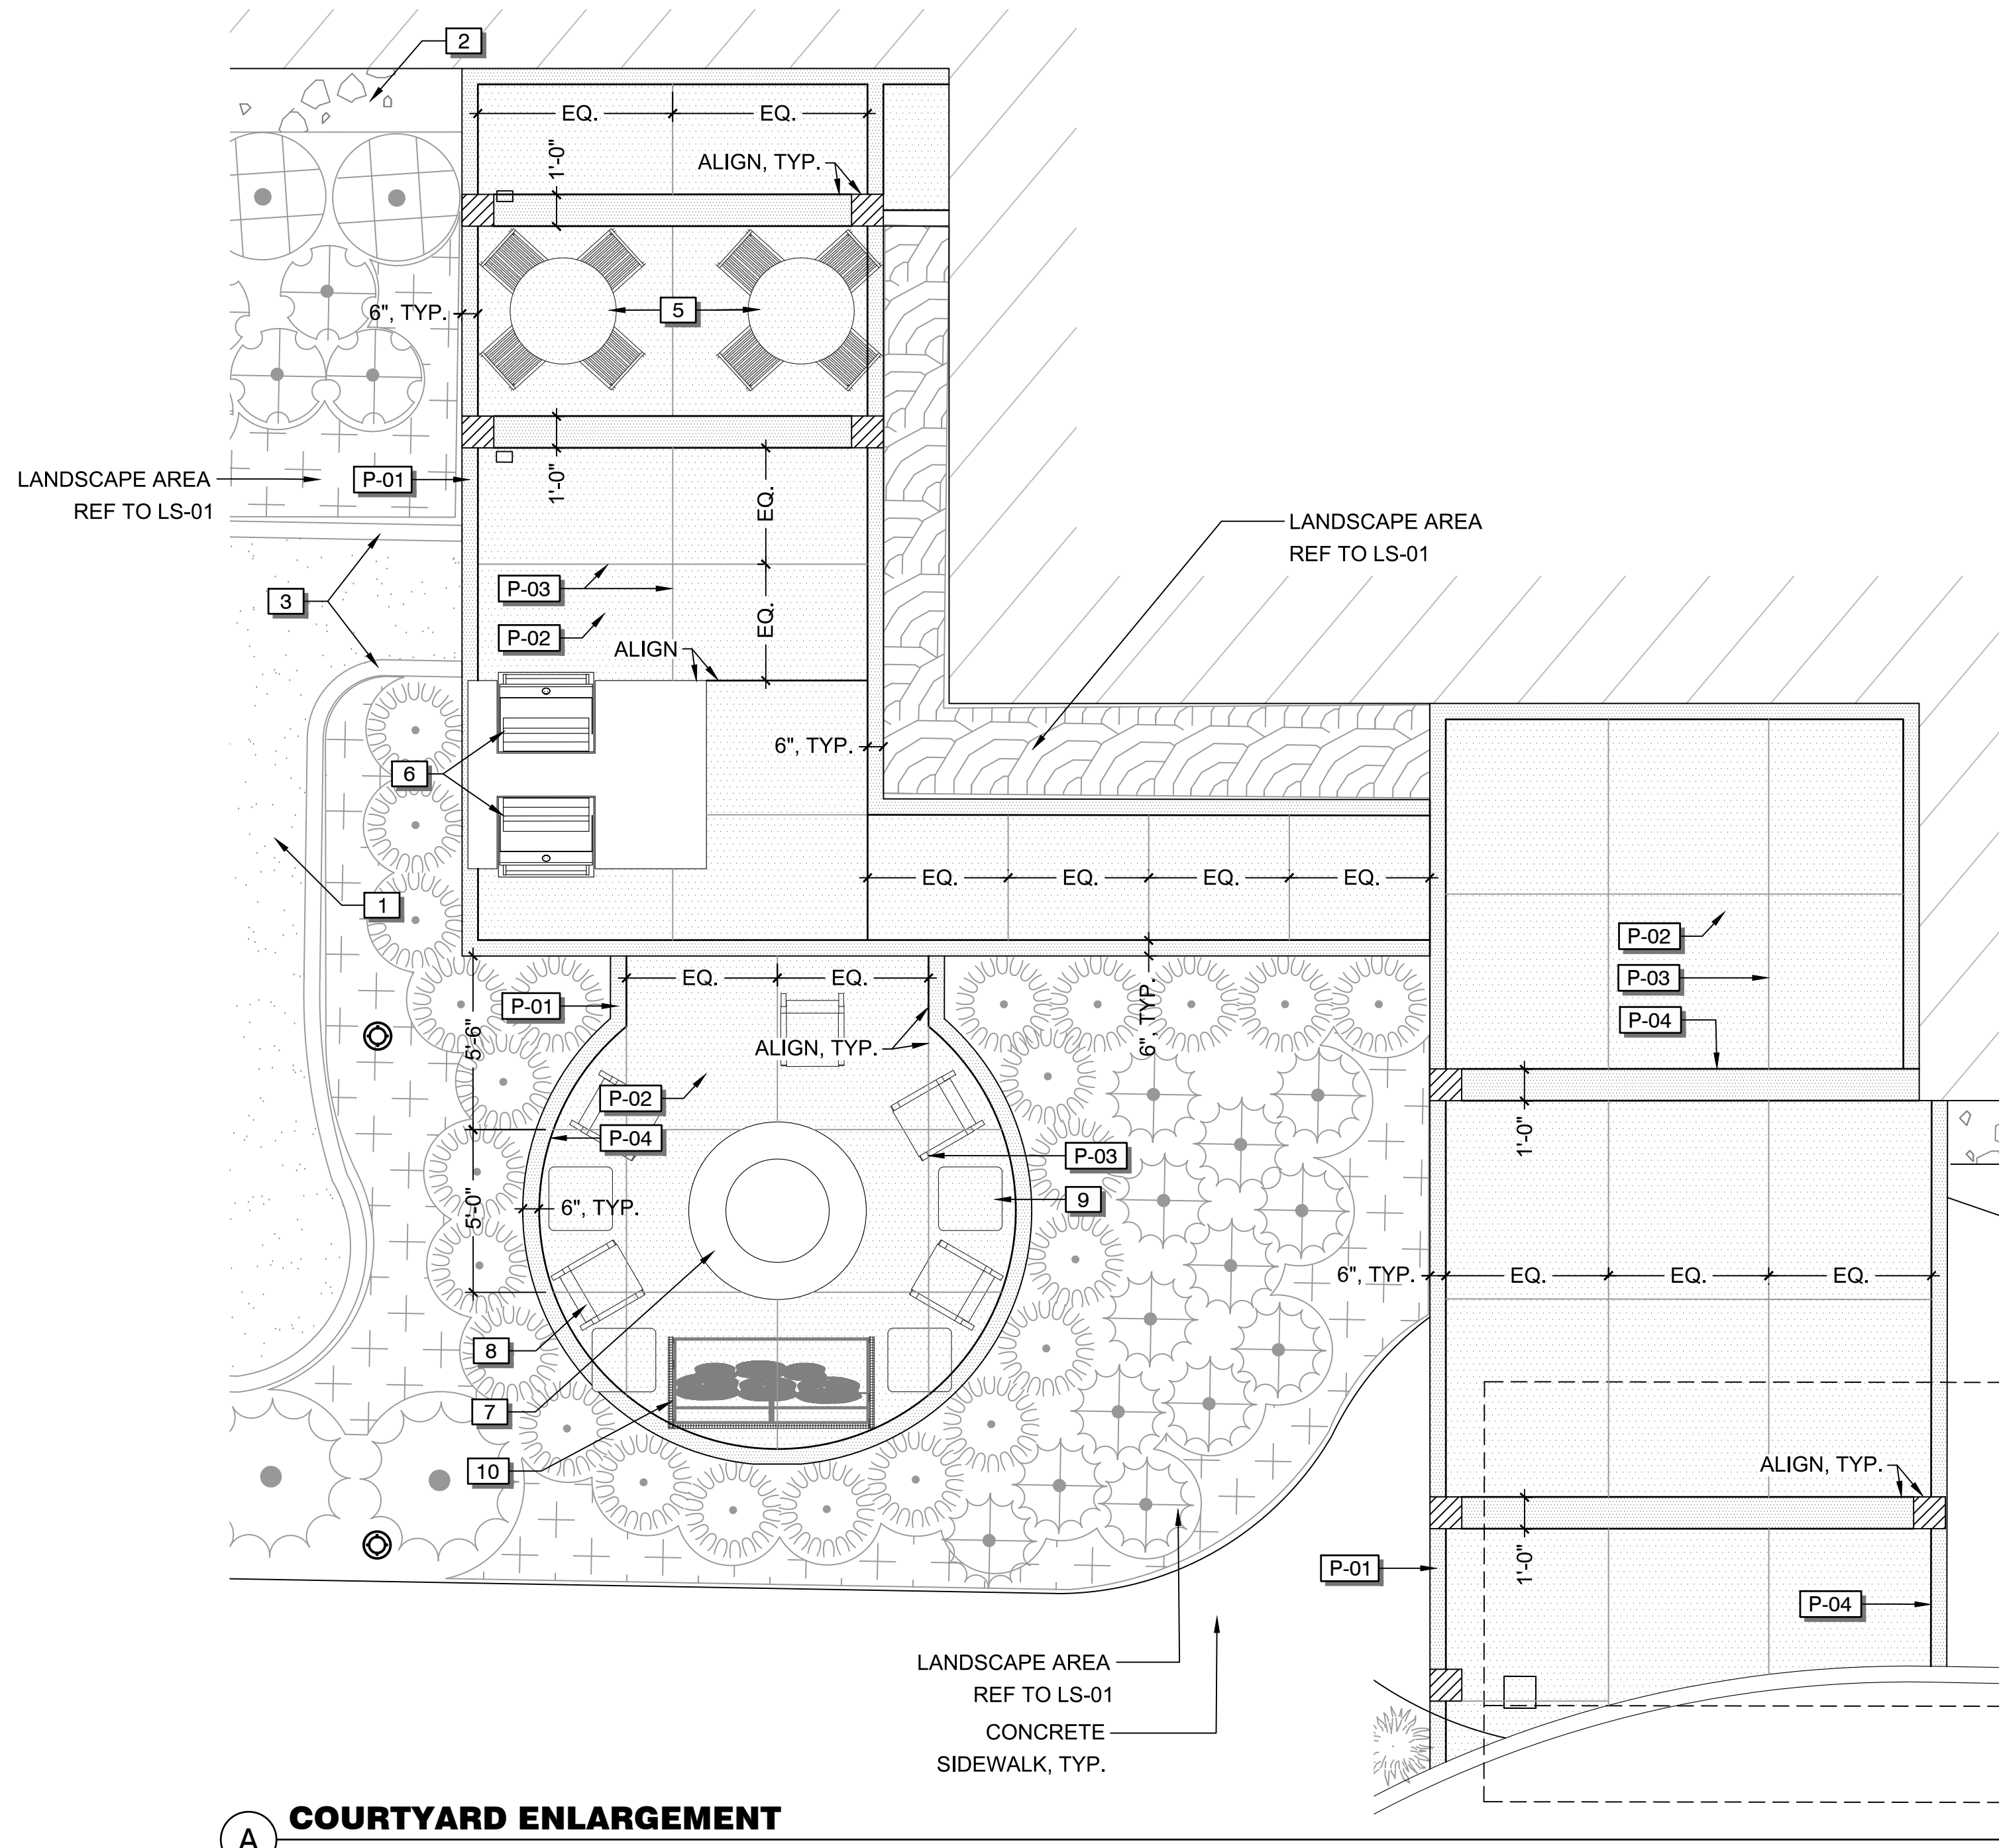 2
EQ.
EQ.
1'-0"
ALIGN, TYP.
6", TYP.
5
LANDSCAPE AREA
REF TO LS-01
P-01
1'-0"
EQ.
LANDSCAPE AREA
REF TO LS-01
3
P-03
P-02
EQ.
ALIGN
6", TYP.
6
1
EQ.
EQ.
EQ.
EQ.
P-02
P-03
P-04
EQ.
EQ.
P-01
6", TYP.
5'-6"
ALIGN, TYP.
P-02
P-04
P-03
1'-0"
9
5'-0"
6", TYP.
6", TYP.
EQ.
EQ.
EQ.
8
7
10
ALIGN, TYP.
P-01
1'-0"
P-04
LANDSCAPE AREA
REF TO LS-01
CONCRETE
SIDEWALK, TYP.
A
COURTYARD ENLARGEMENT